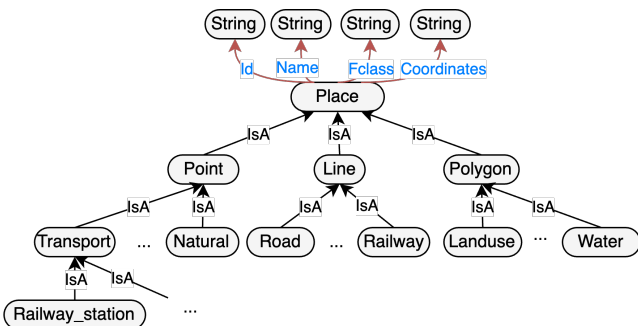 String String String String
Id Name Fclass Coordinates
Place
IsA IsA IsA
Point Line Polygon
IsA IsA IsA IsA IsA IsA
Transport ... Natural Road ... Railway Landuse ... Water
IsA IsA
Railway_station ...